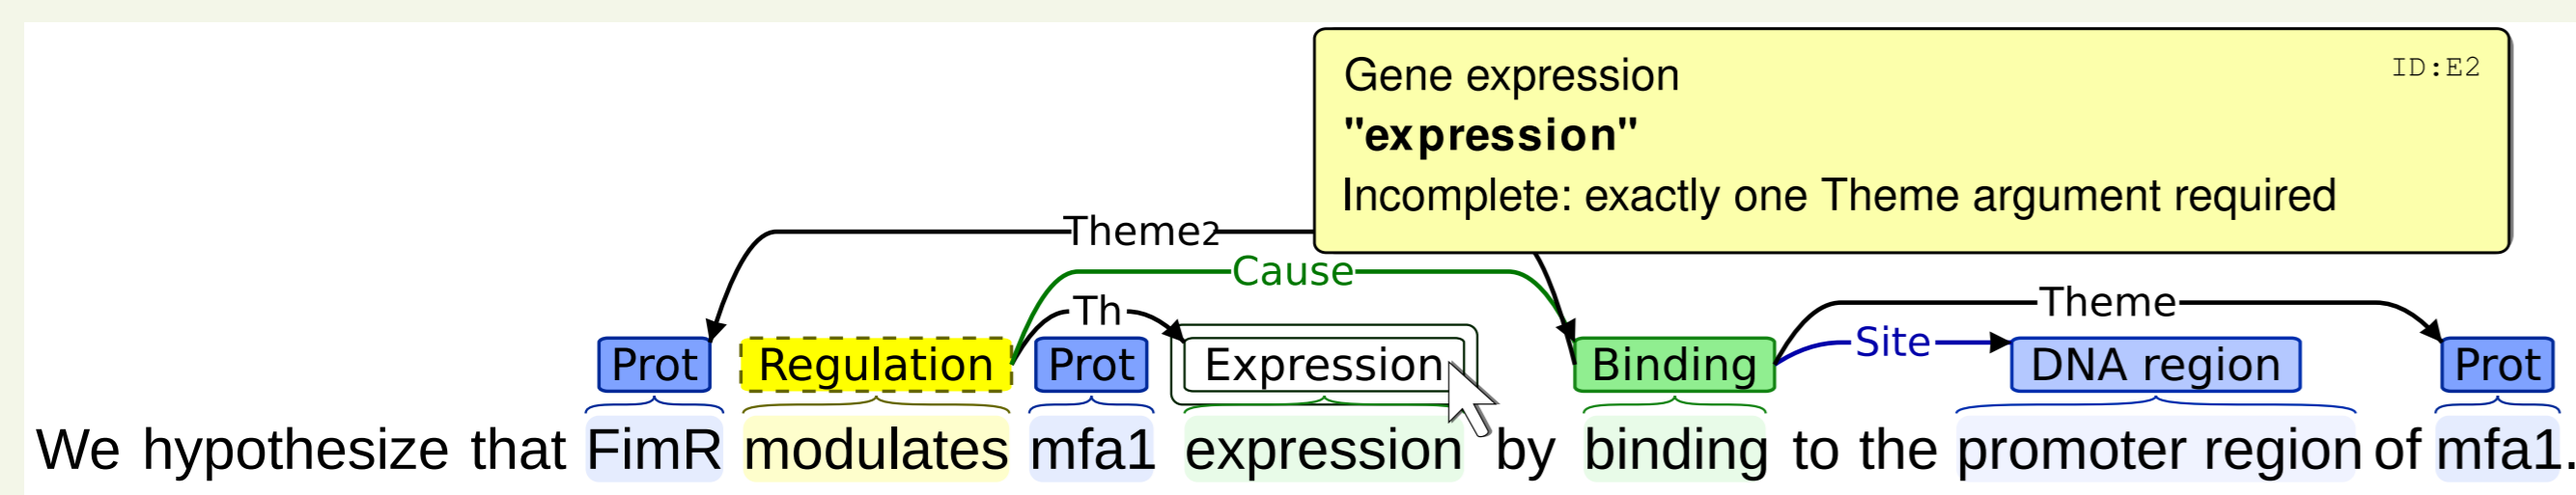 Gene expression ID:E2
"expression"
Incomplete: exactly one Theme argument required
Theme2
Cause
Th
Theme
Site
Prot Regulation Prot Expression Binding DNA region Prot
We hypothesize that FimR modulates mfa1 expression by binding to the promoter region of mfa1.